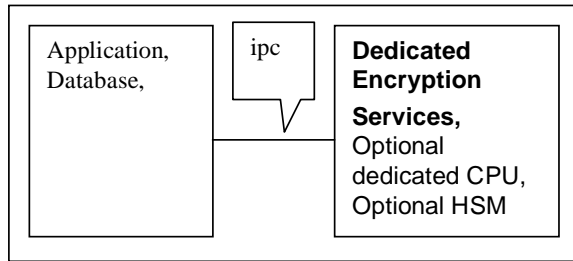 Application,
Database,
ipc
Dedicated
Encryption
Services,
Optional
dedicated CPU,
Optional HSM